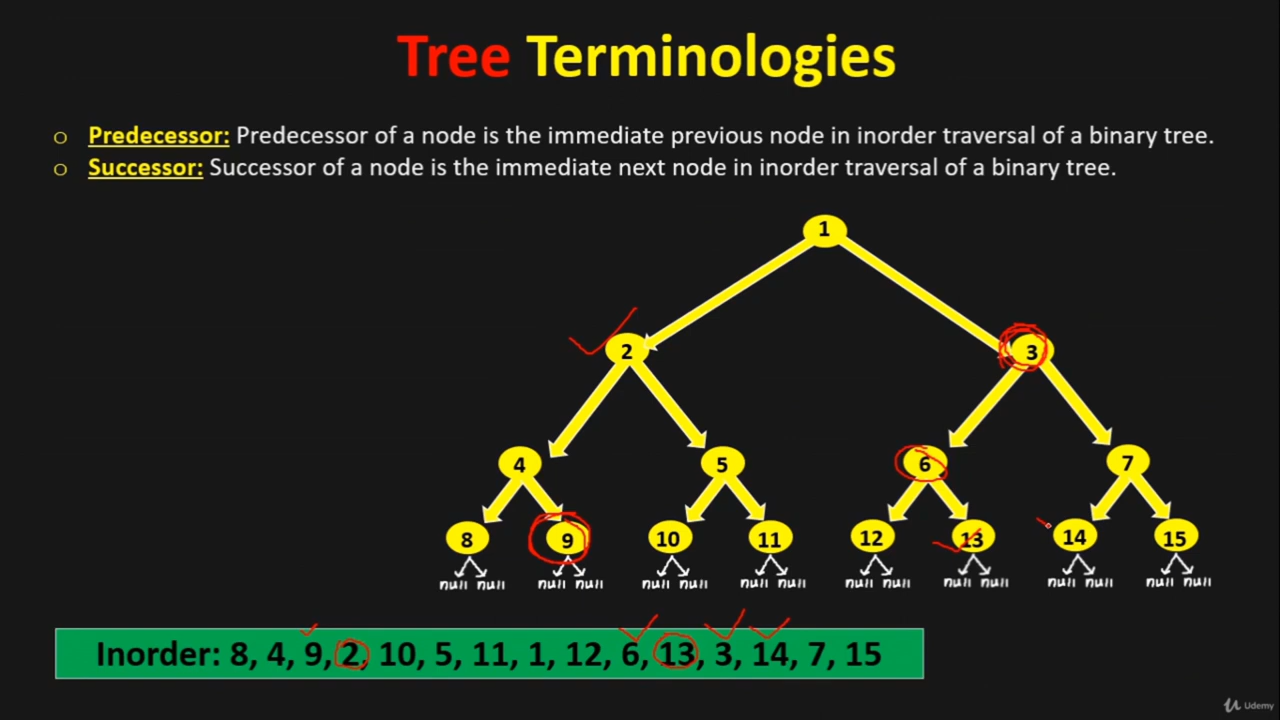 Tree Terminologies
o Predecessor: Predecessor of a node is the immediate previous node in inorder traversal of a binary tree.
o Successor: Successor of a node is the immediate next node in inorder traversal of a binary tree.
1
2 3
4 5 6 7
8 9 10 11 12 13 14 15
null null null null null null null null null null null null null null null null
Inorder: 8, 4, 9, 2, 10, 5, 11, 1, 12, 6, 13, 3, 14, 7, 15
Udemy